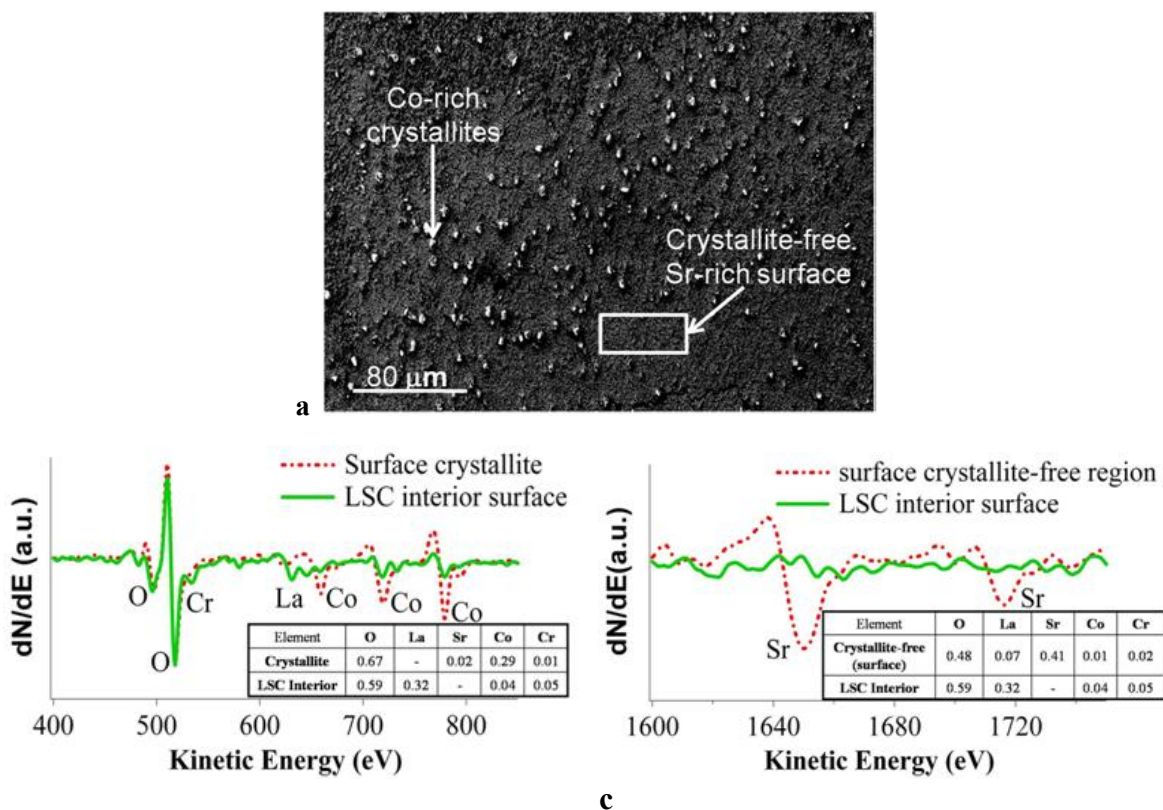 Co-rich
crystallites
Crystallite-free
Sr-rich surface
80 μm
a
Surface crystallite
LSC interior surface
dN/dE (a.u.)
O
Cr
O
La
Co
Co
Co
Element O La Sr Co Cr
Crystallite 0.67 - 0.02 0.29 0.01
LSC Interior 0.59 0.32 - 0.04 0.05
400 500 600 700 800
Kinetic Energy (eV)
surface crystallite-free region
LSC interior surface
dN/dE(a.u.)
Sr
Sr
Element O La Sr Co Cr
Crystallite-free
(surface) 0.48 0.07 0.41 0.01 0.02
LSC Interior 0.59 0.32 - 0.04 0.05
1600 1640 1680 1720
Kinetic Energy (eV)
c